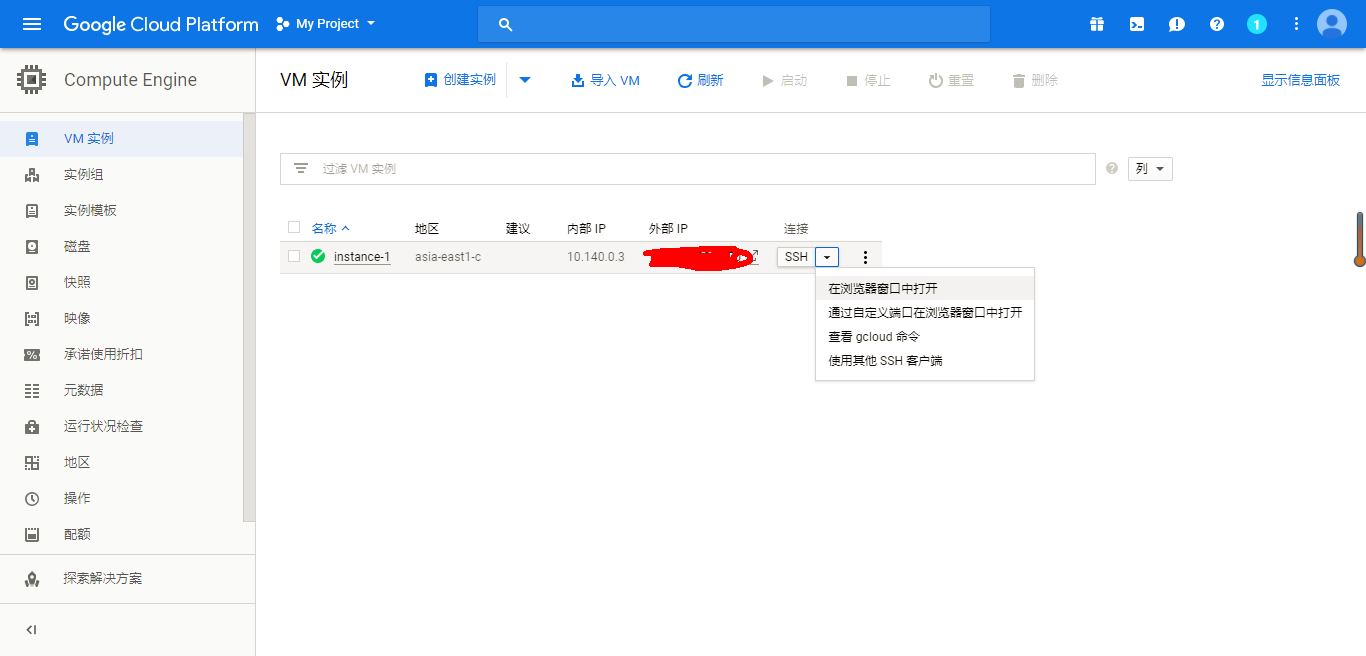 Google Cloud Platform My Project 1
Compute Engine
VM 实例 创建实例 导入 VM 刷新 启动 停止 重置 删除 显示信息面板
VM 实例
实例组
实例模板
磁盘
快照
映像
承诺使用折扣
元数据
运行状况检查
地区
操作
配额
探索解决方案
过滤 VM 实例 列
名称 地区 建议 内部 IP 外部 IP 连接
instance-1 asia-east1-c 10.140.0.3 SSH
在浏览器窗口中打开
通过自定义端口在浏览器窗口中打开
查看 gcloud 命令
使用其他 SSH 客户端